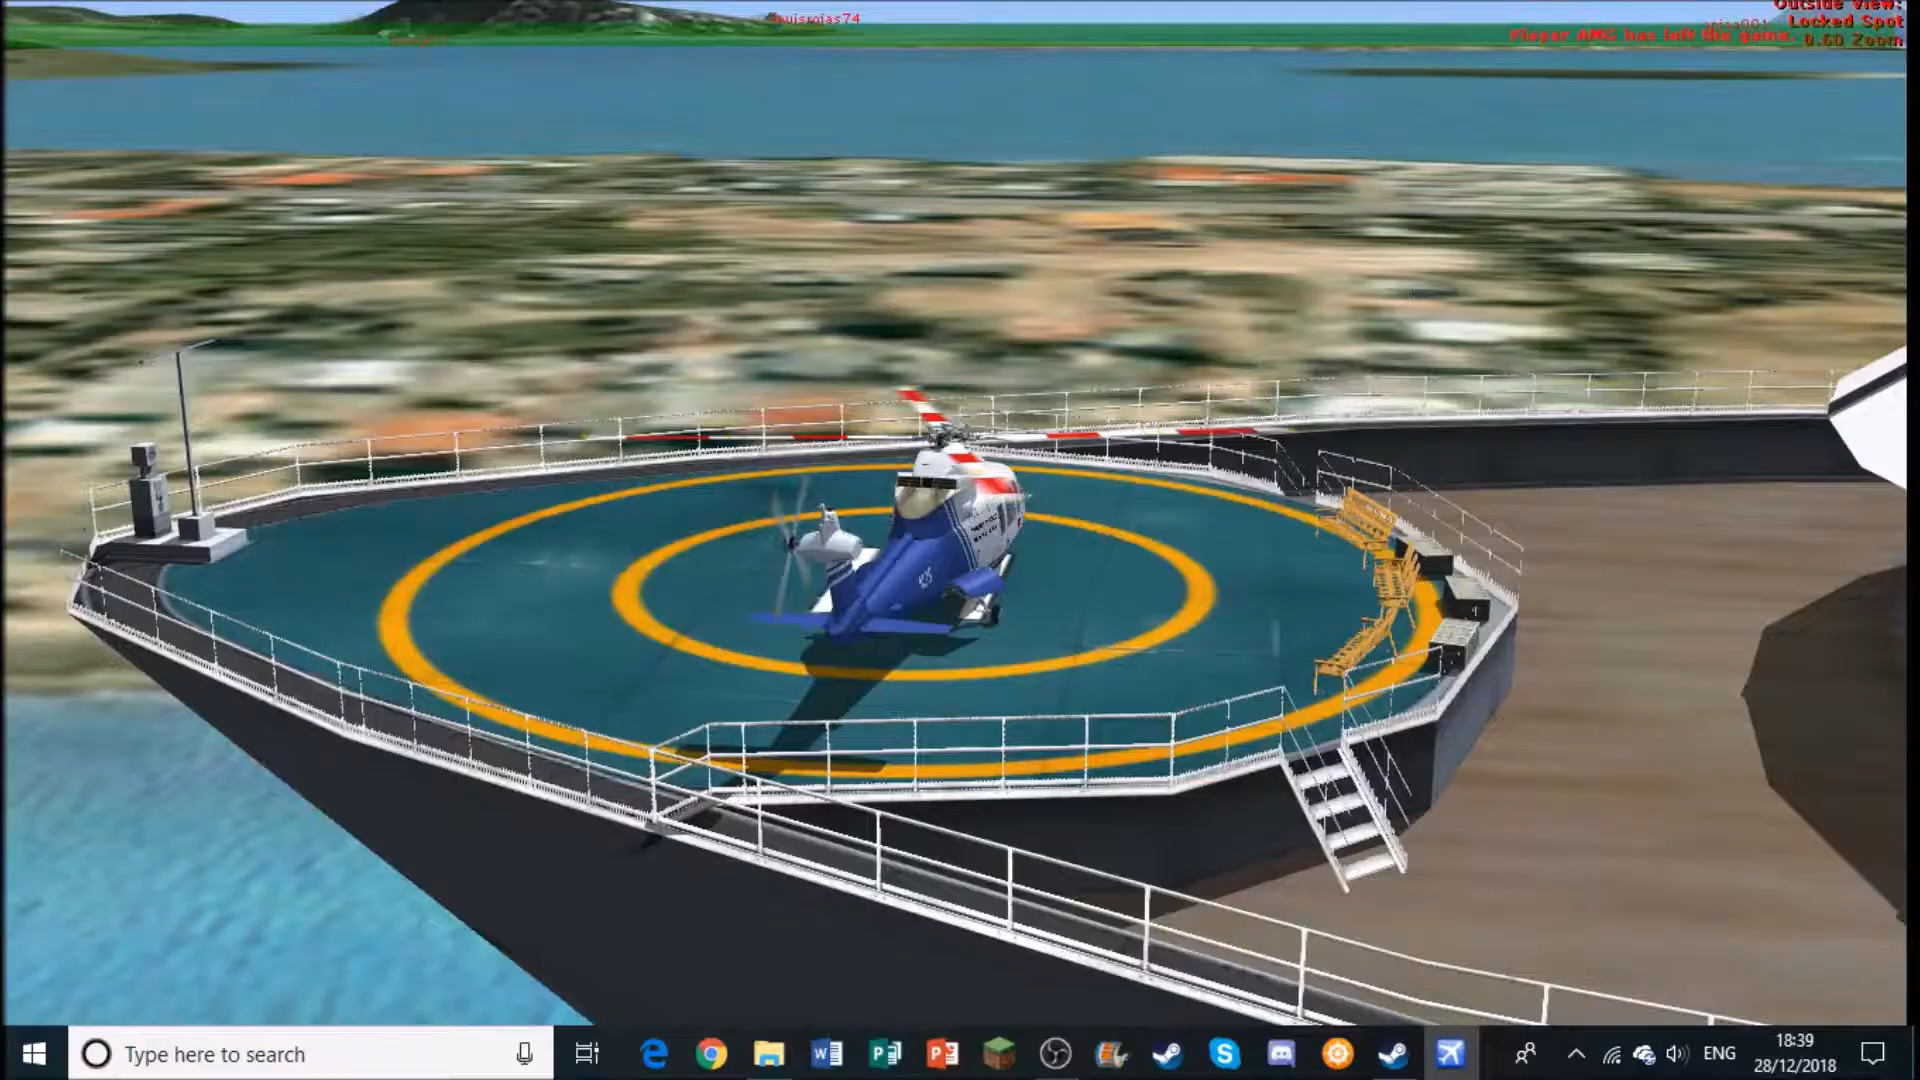 Outside View:
luisrojas74
Locked Spot
Player AMG has left the game.
0.60 Zoom
Type here to search
ENG
18:39
28/12/2018